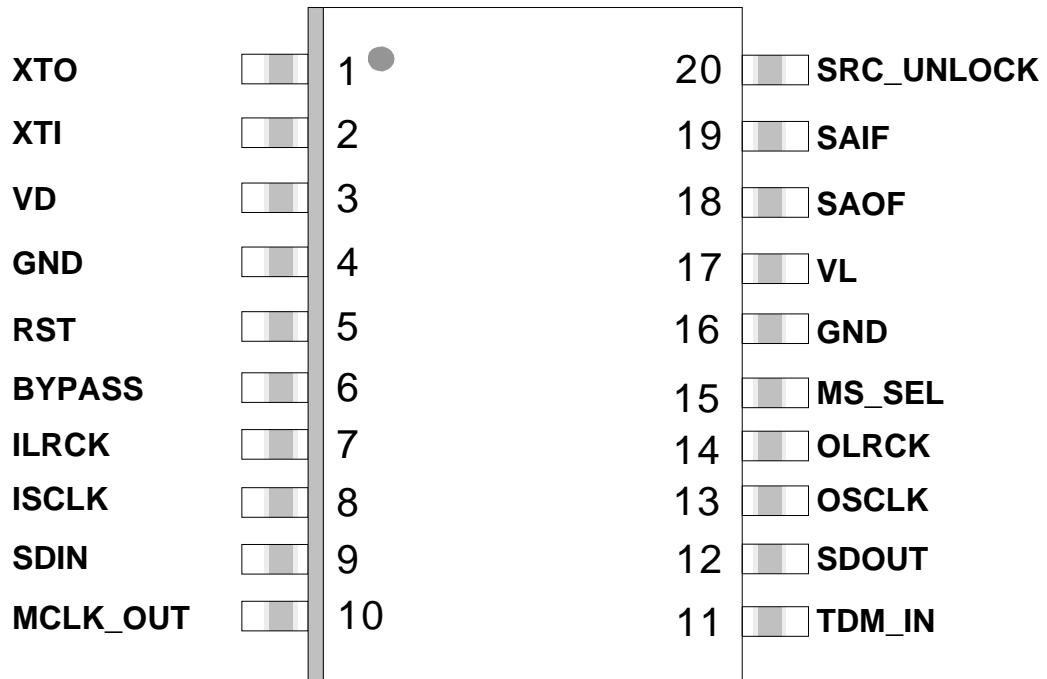 XTO 1 20 SRC_UNLOCK
XTI 2 19 SAIF
VD 3 18 SAOF
GND 4 17 VL
RST 5 16 GND
BYPASS 6 15 MS_SEL
ILRCK 7 14 OLRCK
ISCLK 8 13 OSCLK
SDIN 9 12 SDOUT
MCLK_OUT 10 11 TDM_IN